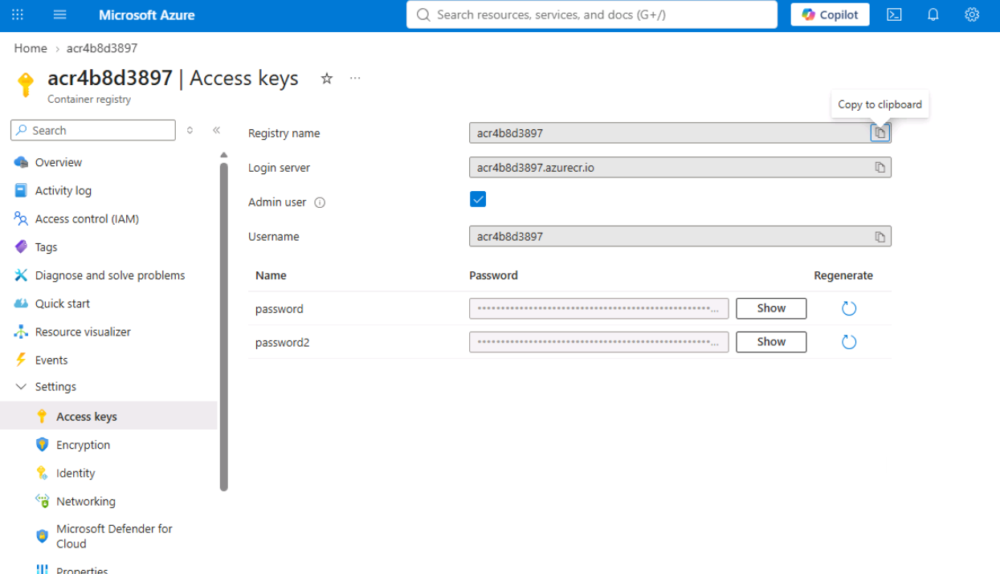 Microsoft Azure
Search resources, services, and docs (G+/)
Copilot
Home › acr4b8d3897
acr4b8d3897 | Access keys
Container registry
Copy to clipboard
Search
Overview
Activity log
Access control (IAM)
Tags
Diagnose and solve problems
Quick start
Resource visualizer
Events
Settings
Access keys
Encryption
Identity
Networking
Microsoft Defender for
Cloud
Properties
Registry name
acr4b8d3897
Login server
acr4b8d3897.azurecr.io
Admin user
Username
acr4b8d3897
Name Password Regenerate
password Show
password2 Show